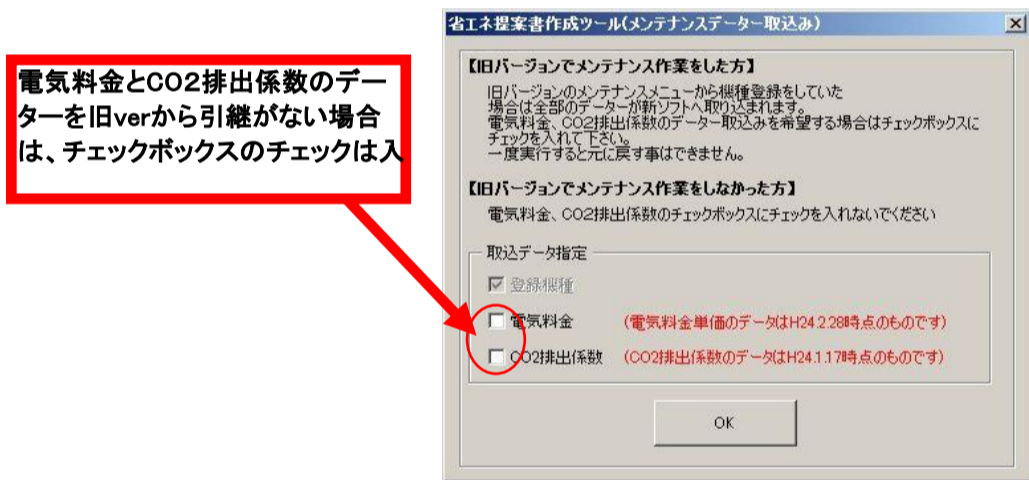 電気料金とCO2排出係数のデー
ターを旧verから引継がない場合
は、チェックボックスのチェックは入
省エネ提案書作成ツール(メンテナンスデーター取込み)
【旧バージョンでメンテナンス作業をした方】
旧バージョンのメンテナンスメニューから機種登録をしていた
場合は全部のデーターが新ソフトへ取り込まれます。
電気料金、CO2排出係数のデーター取込みを希望する場合はチェックボックスに
チェックを入れて下さい。
一度実行すると元に戻す事はできません。
【旧バージョンでメンテナンス作業をしなかった方】
電気料金、CO2排出係数のチェックボックスにチェックを入れないでください
取込データ指定
登録機種
電気料金 (電気料金単価のデータはH24.2.28時点のものです)
CO2排出係数 (CO2排出係数のデータはH24.1.17時点のものです)
OK